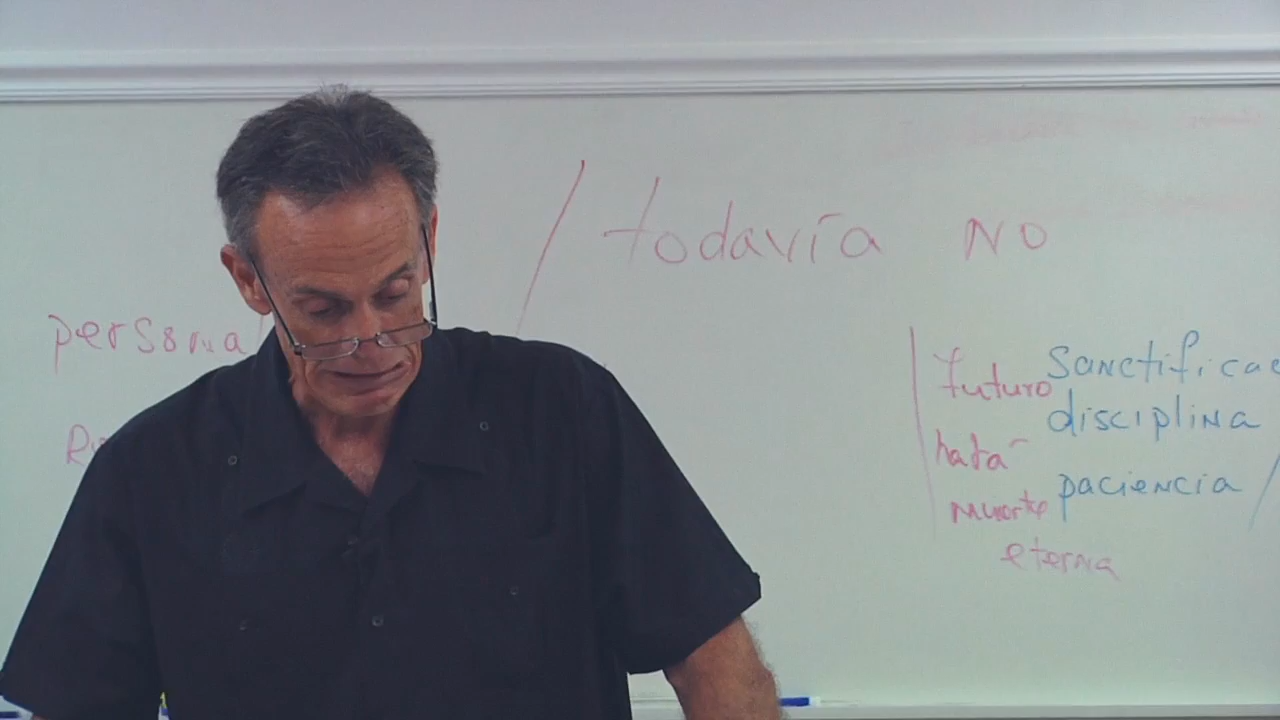 / todavía NO
persona
futuro sanctificac
disciplina
hata
paciencia /
muerte
eterna